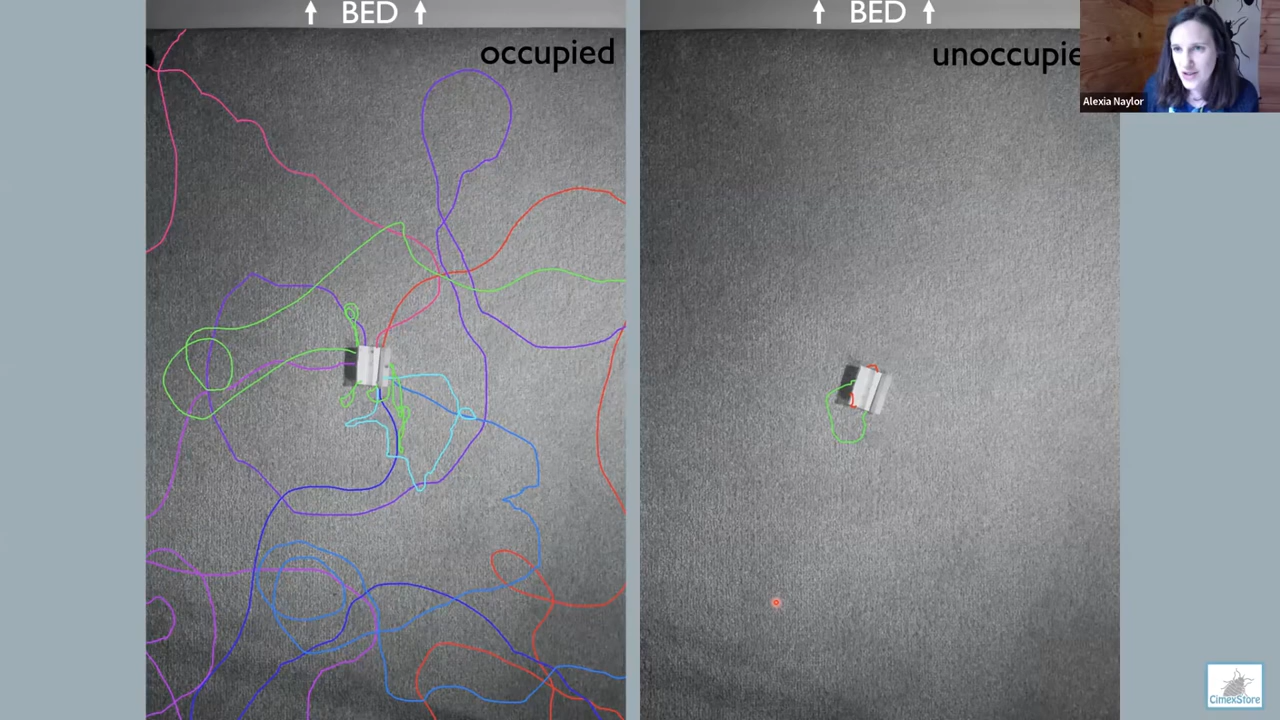 BED
occupied
BED
unoccupie
Alexia Naylor
CimexStore